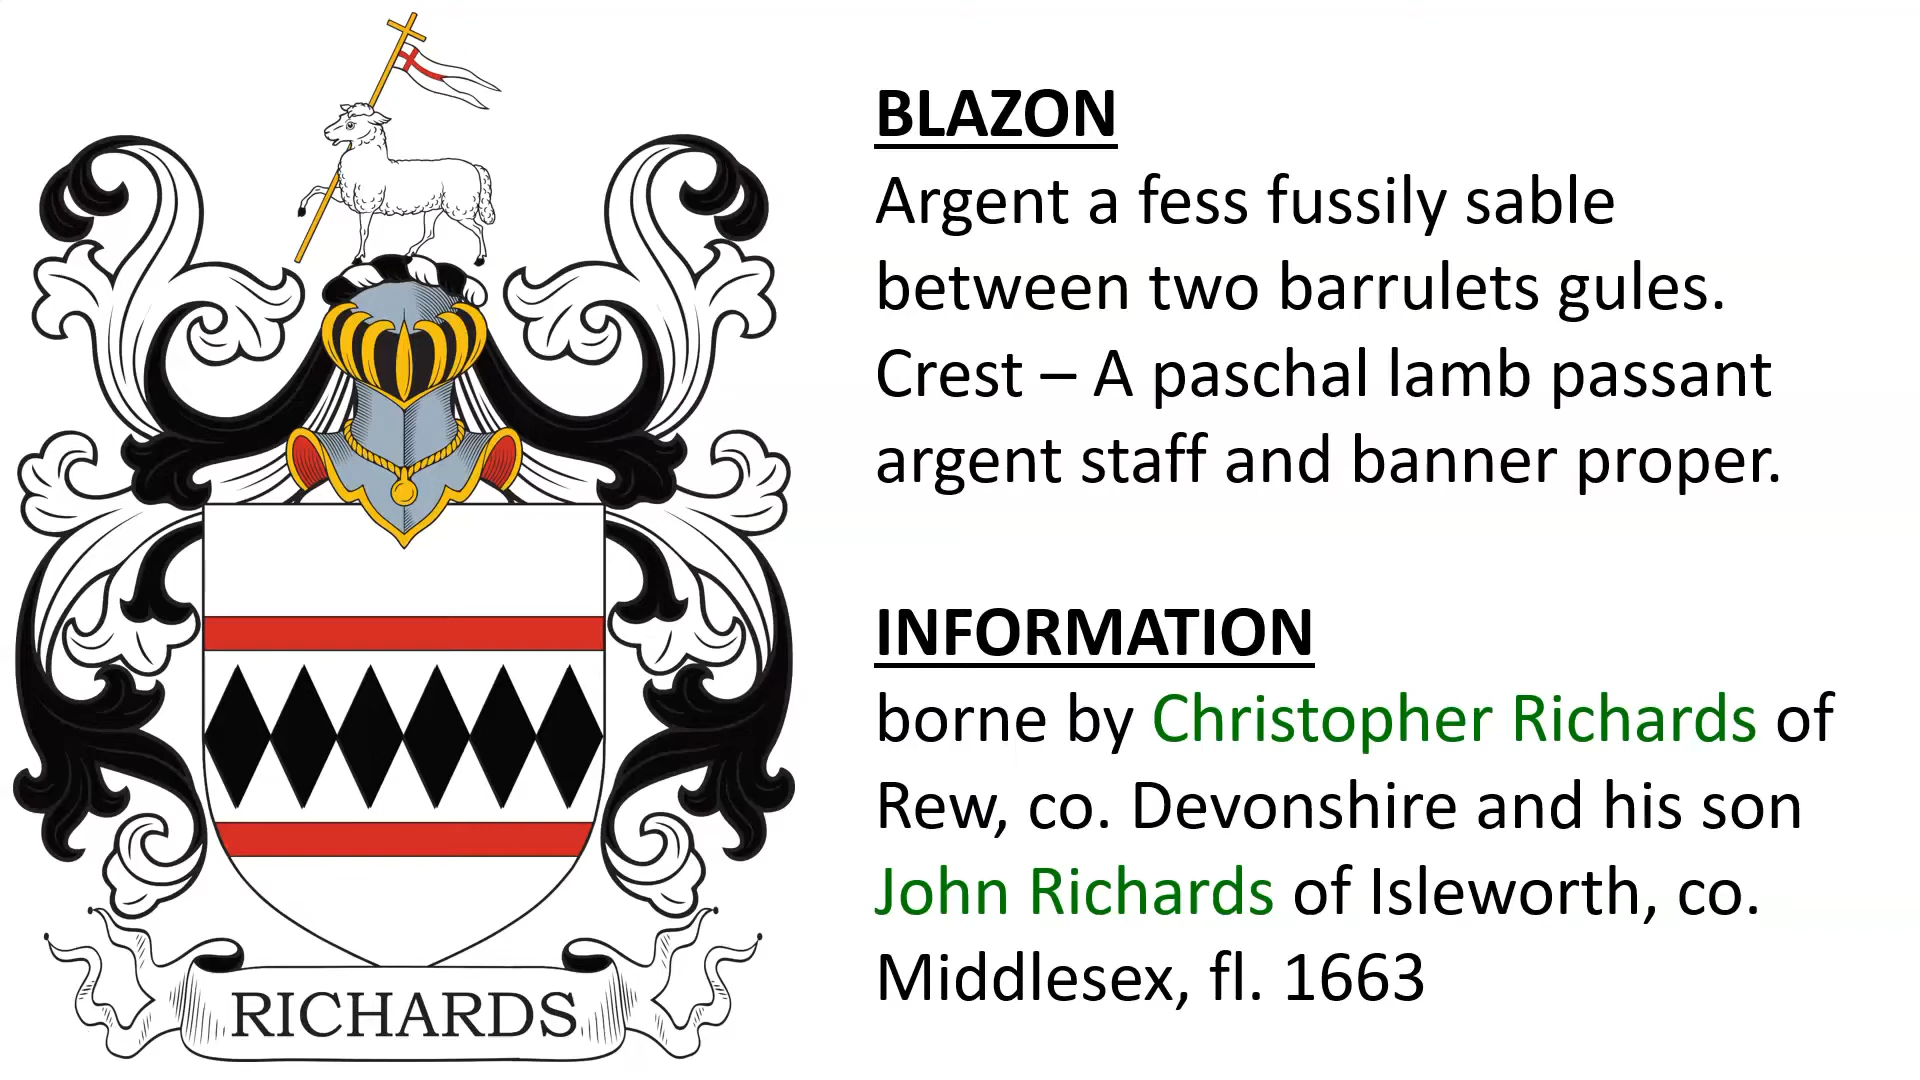 BLAZON
Argent a fess fussily sable
between two barrulets gules.
Crest – A paschal lamb passant
argent staff and banner proper.
INFORMATION
borne by Christopher Richards of
Rew, co. Devonshire and his son
John Richards of Isleworth, co.
Middlesex, fl. 1663
RICHARDS